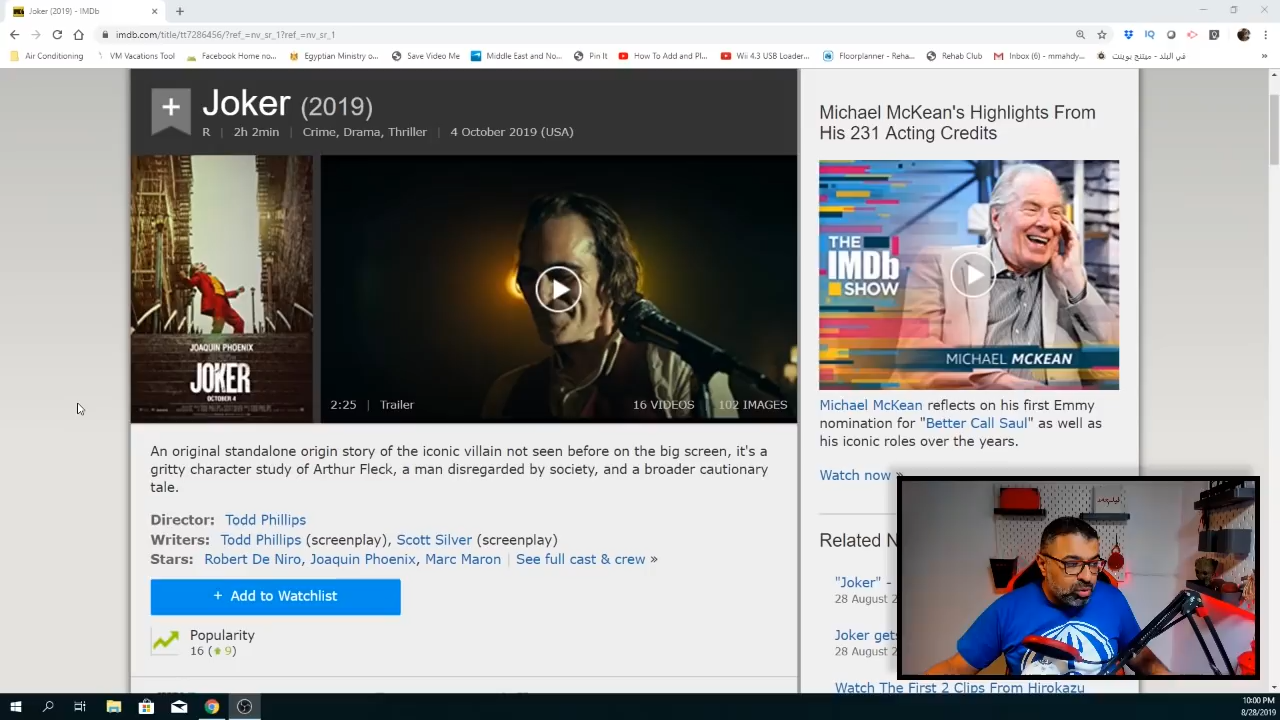 Joker (2019) - IMDb
imdb.com/title/tt7286456/?ref_=nv_sr_1?ref_=nv_sr_1
Air Conditioning
VM Vacations Tool
Facebook Home no...
Egyptian Ministry o...
Save Video Me
Middle East and No...
Pin It
How To Add and Pl...
Wii 4.3 USB Loader...
Floorplanner - Reha...
Rehab Club
Inbox (6) - mmahdy...
في البلد - ميتنج بوينت
Joker (2019)
R | 2h 2min | Crime, Drama, Thriller | 4 October 2019 (USA)
JOAQUIN PHOENIX
JOKER
OCTOBER 4
2:25 | Trailer
16 VIDEOS
102 IMAGES
An original standalone origin story of the iconic villain not seen before on the big screen, it's a
gritty character study of Arthur Fleck, a man disregarded by society, and a broader cautionary
tale.
Director: Todd Phillips
Writers: Todd Phillips (screenplay), Scott Silver (screenplay)
Stars: Robert De Niro, Joaquin Phoenix, Marc Maron | See full cast & crew »
+ Add to Watchlist
Popularity
16 (9)
Michael McKean's Highlights From
His 231 Acting Credits
THE
IMDb
SHOW
MICHAEL MCKEAN
Michael McKean reflects on his first Emmy
nomination for "Better Call Saul" as well as
his iconic roles over the years.
Watch now »
Related N
"Joker" -
28 August 2
Joker gets
28 August 2
Watch The First 2 Clips From Hirokazu
10:00 PM
8/28/2019